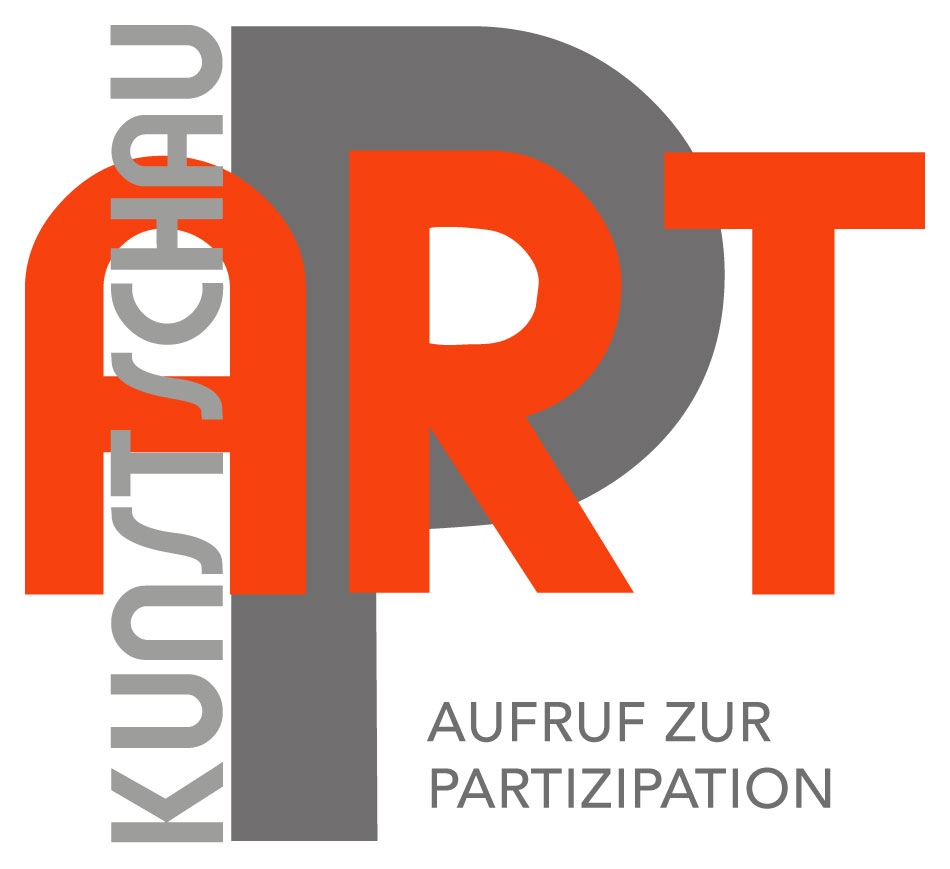 KUNSTSCHAU
P
ART
AUFRUF ZUR
PARTIZIPATION